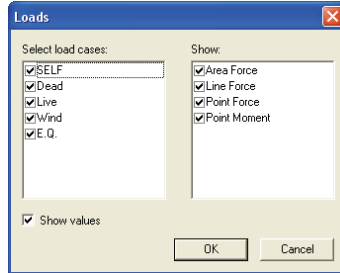 Loads
Select load cases:
SELF
Dead
Live
Wind
E.Q.
Show:
Area Force
Line Force
Point Force
Point Moment
Show values
OK
Cancel